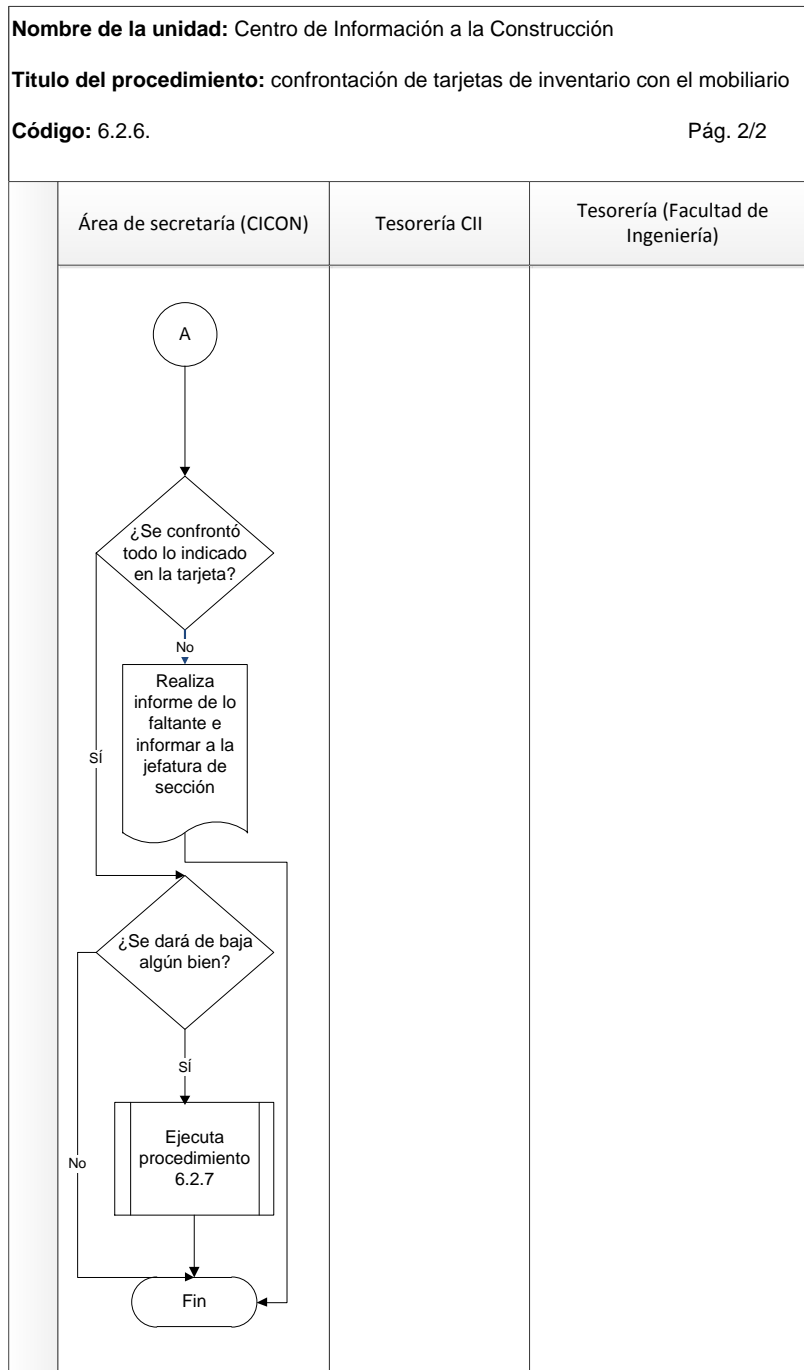 Nombre de la unidad: Centro de Información a la Construcción
Titulo del procedimiento: confrontación de tarjetas de inventario con el mobiliario
Código: 6.2.6. Pág. 2/2
Área de secretaría (CICON)
Tesorería CII
Tesorería (Facultad de
Ingeniería)
A
¿Se confrontó
todo lo indicado
en la tarjeta?
No
Realiza
informe de lo
faltante e
informar a la
jefatura de
sección
SÍ
¿Se dará de baja
algún bien?
SÍ
Ejecuta
procedimiento
6.2.7
No
Fin